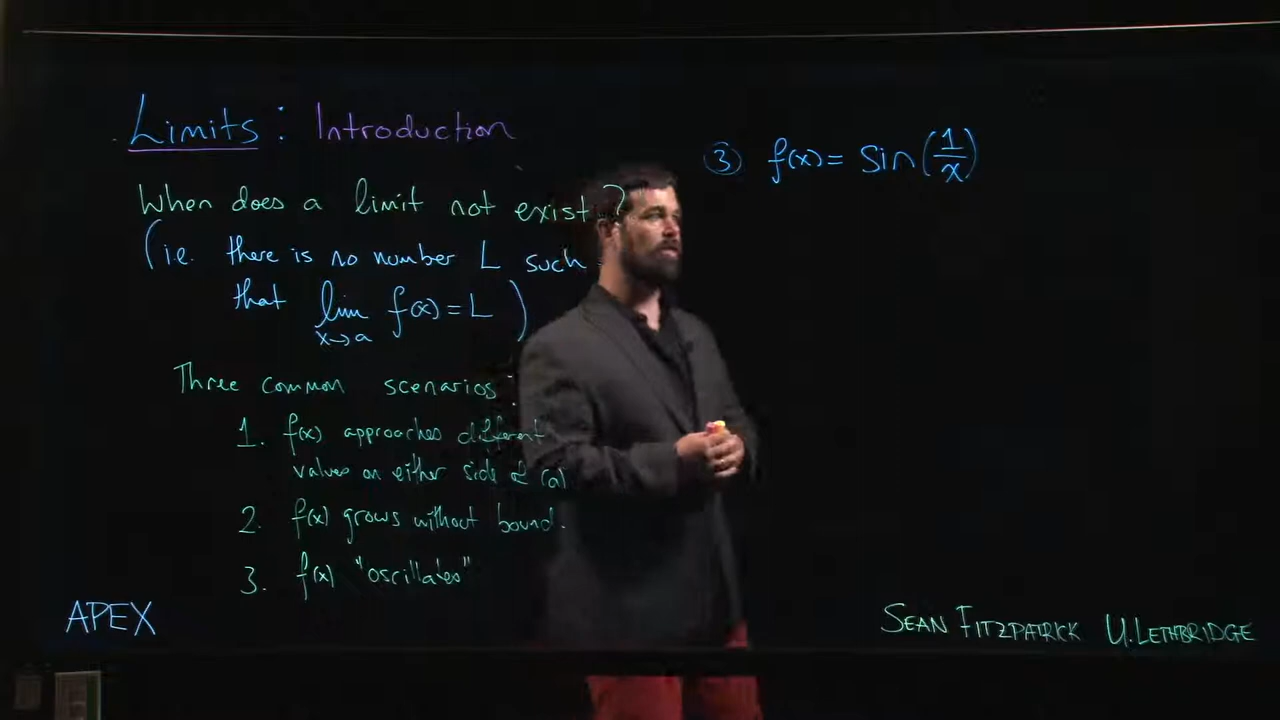 Limits: Introduction
When does a limit not exist?
(i.e. there is no number L such
that lim f(x) = L)
x→a
Three common scenarios:
1. f(x) approaches different
values on either side of (a)
2. f(x) grows without bound.
3. f(x) "oscillates"
APEX
③ f(x) = sin(1/x)
SEAN FITZPATRICK U. LETHBRIDGE